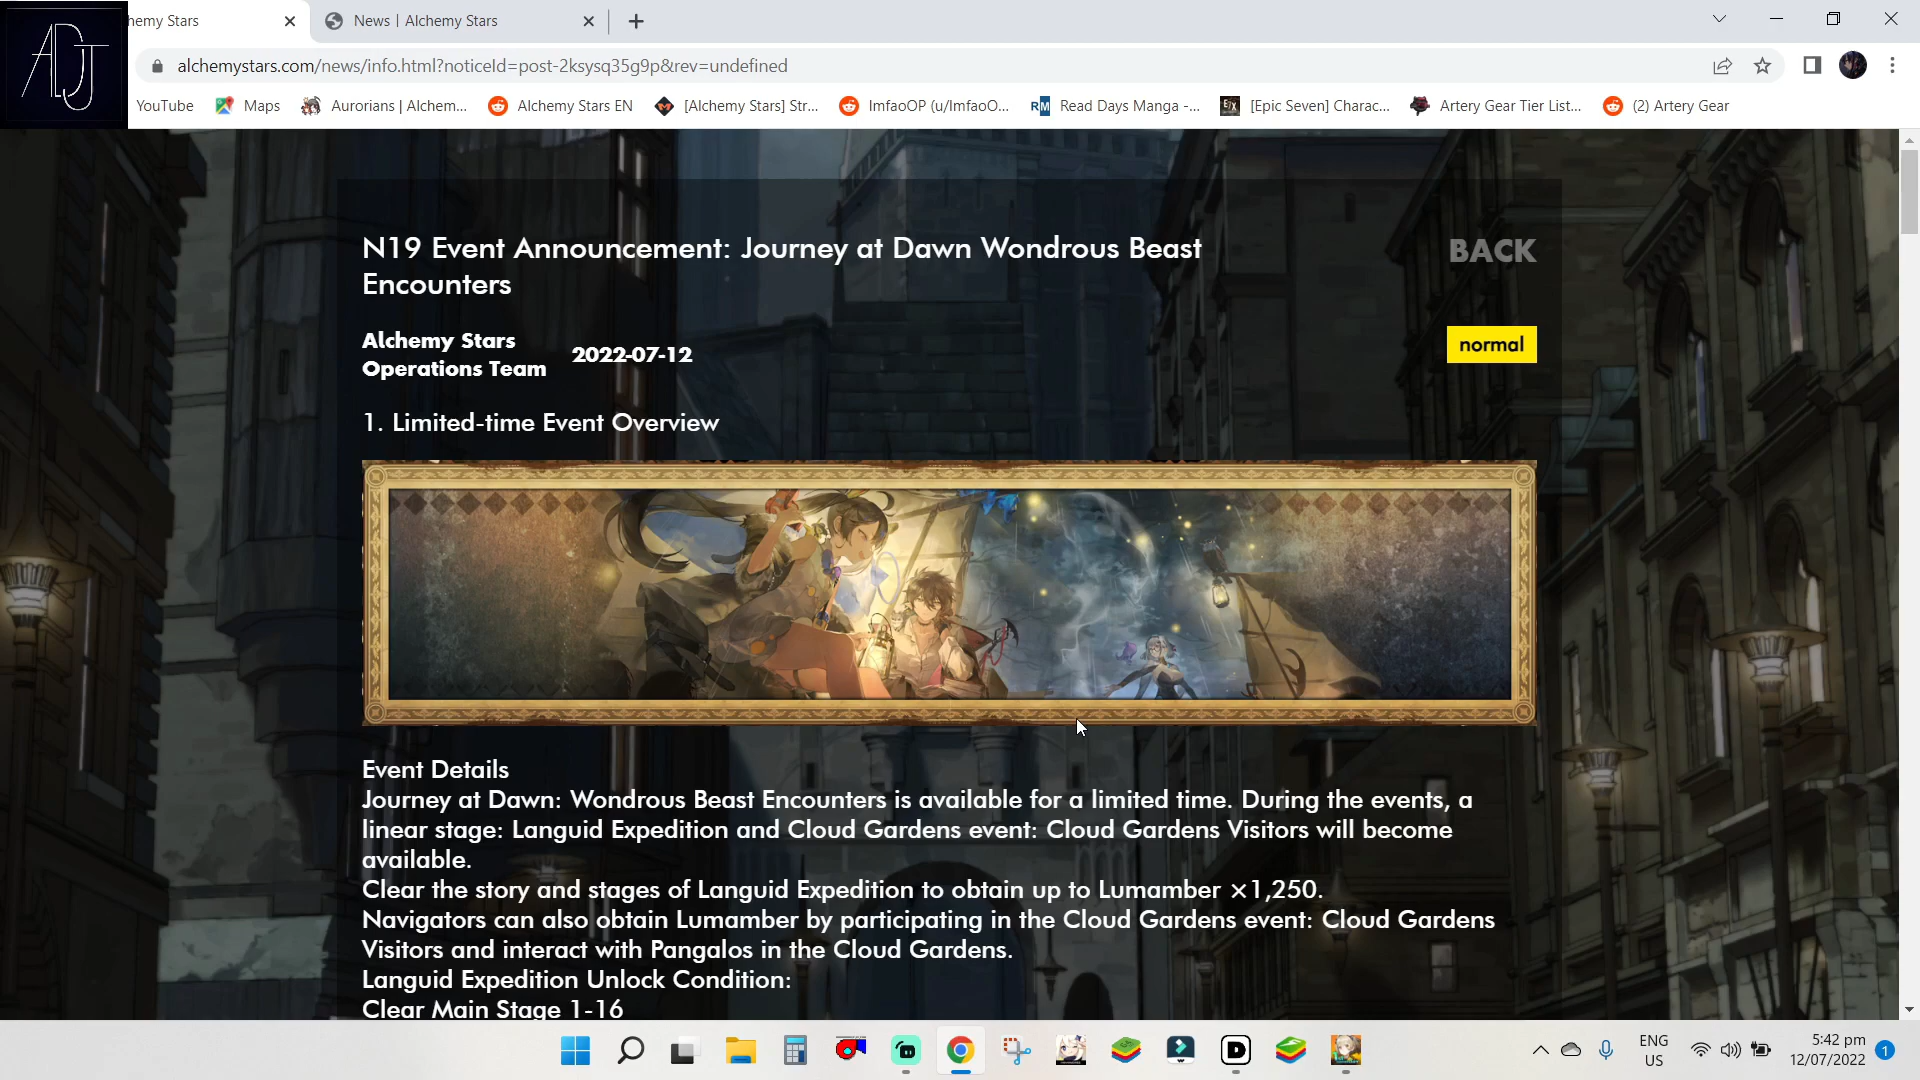 ADJ
hemy Stars
News | Alchemy Stars
alchemystars.com/news/info.html?noticeId=post-2ksysq35g9p&rev=undefined
YouTube Maps Aurorians | Alchem... Alchemy Stars EN [Alchemy Stars] Str... lmfaoOP (u/lmfaoO... RM Read Days Manga -... E7X [Epic Seven] Charac... Artery Gear Tier List... (2) Artery Gear
N19 Event Announcement: Journey at Dawn Wondrous Beast
Encounters
BACK
Alchemy Stars
Operations Team
2022-07-12
normal
1. Limited-time Event Overview
Event Details
Journey at Dawn: Wondrous Beast Encounters is available for a limited time. During the events, a
linear stage: Languid Expedition and Cloud Gardens event: Cloud Gardens Visitors will become
available.
Clear the story and stages of Languid Expedition to obtain up to Lumamber ×1,250.
Navigators can also obtain Lumamber by participating in the Cloud Gardens event: Cloud Gardens
Visitors and interact with Pangalos in the Cloud Gardens.
Languid Expedition Unlock Condition:
Clear Main Stage 1-16
D
ENG
US
5:42 pm
12/07/2022
1